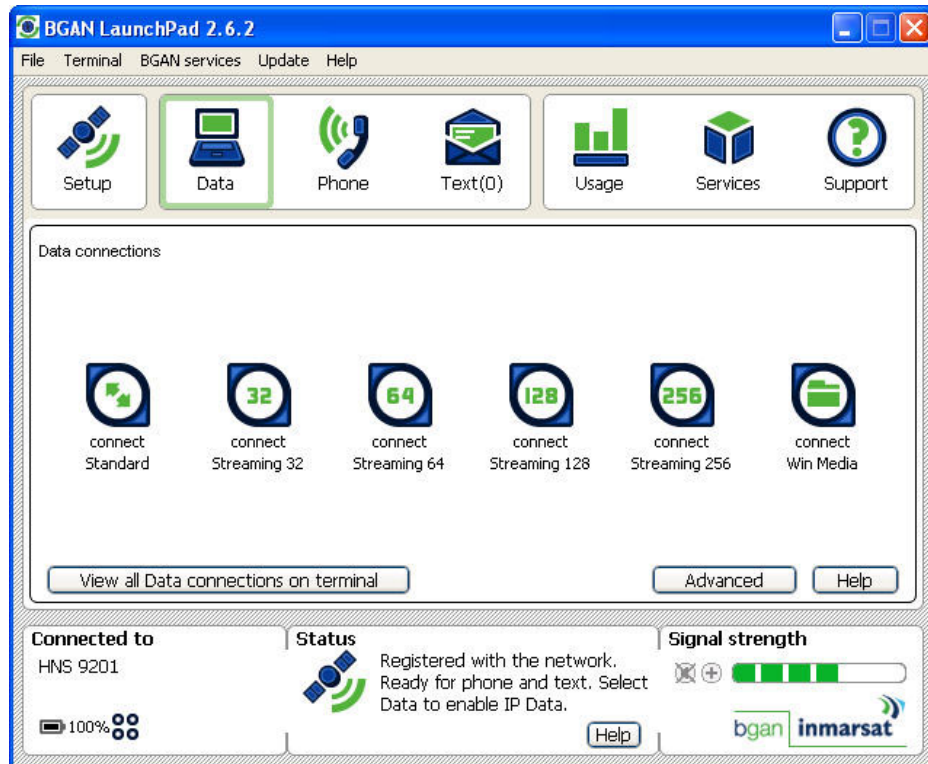 BGAN LaunchPad 2.6.2
File Terminal BGAN services Update Help
Setup Data Phone Text(0) Usage Services Support
Data connections
32 64 128 256
connect connect connect connect connect connect
Standard Streaming 32 Streaming 64 Streaming 128 Streaming 256 Win Media
View all Data connections on terminal Advanced Help
Connected to
HNS 9201
100%
Status
Registered with the network.
Ready for phone and text. Select
Data to enable IP Data.
Help
Signal strength
bgan inmarsat